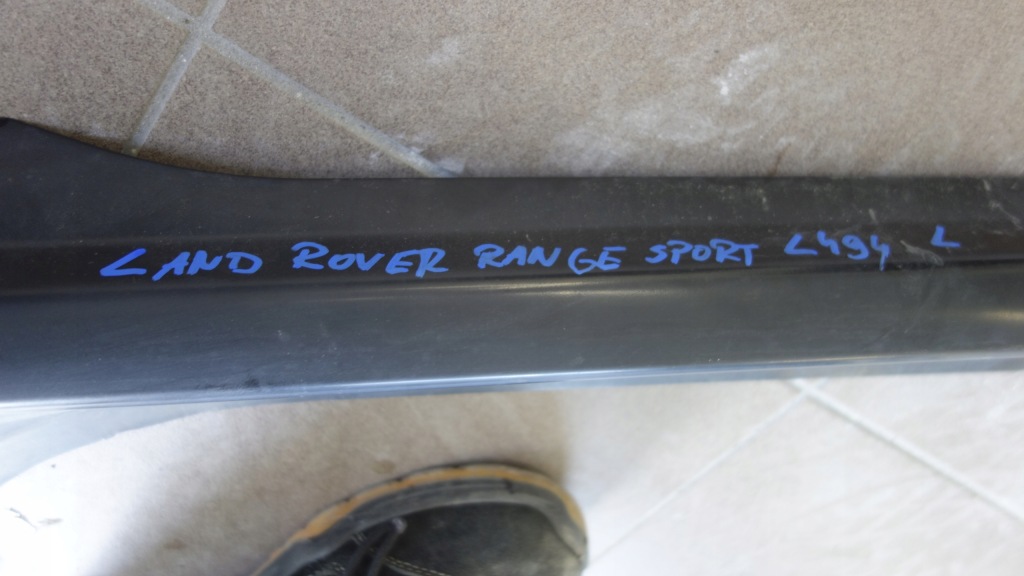 LAND ROVER RANGE SPORT L494 L